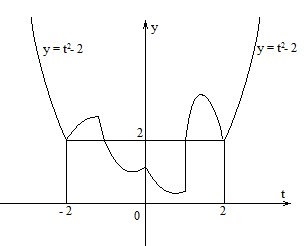 y
y = t²- 2
y = t²- 2
2
t
- 2
0
2